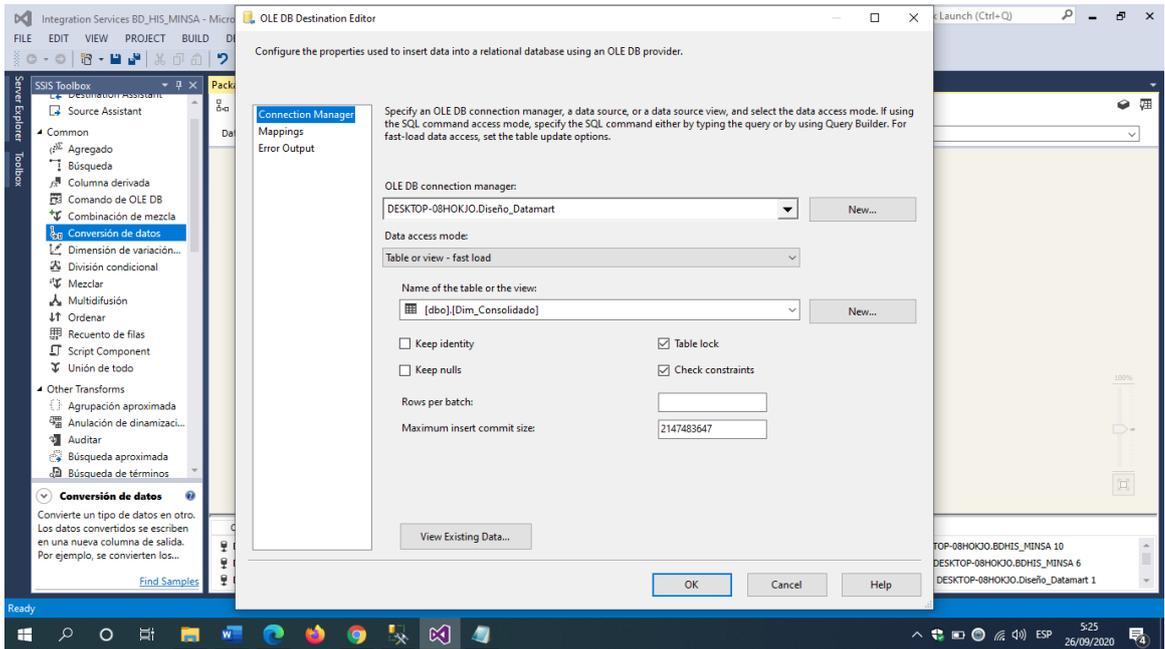 Integration Services BD_HIS_MINSA - Micro
OLE DB Destination Editor
Launch (Ctrl+Q)
FILE EDIT VIEW PROJECT BUILD
Configure the properties used to insert data into a relational database using an OLE DB provider.
Server Explorer
Toolbox
SSIS Toolbox
Destination Assistant
Source Assistant
Common
Agregado
Búsqueda
Columna derivada
Comando de OLE DB
Combinación de mezcla
Conversión de datos
Dimensión de variación...
División condicional
Mezclar
Multidifusión
Ordenar
Recuento de filas
Script Component
Unión de todo
Other Transforms
Agrupación aproximada
Anulación de dinamizaci...
Auditar
Búsqueda aproximada
Búsqueda de términos
Conversión de datos
Convierte un tipo de datos en otro.
Los datos convertidos se escriben
en una nueva columna de salida.
Por ejemplo, se convierten los...
Find Samples
Connection Manager
Mappings
Error Output
Specify an OLE DB connection manager, a data source, or a data source view, and select the data access mode. If using
the SQL command access mode, specify the SQL command either by typing the query or by using Query Builder. For
fast-load data access, set the table update options.
OLE DB connection manager:
DESKTOP-08HOKJO.Diseño_Datamart
New...
Data access mode:
Table or view - fast load
Name of the table or the view:
[dbo].[Dim_Consolidado]
New...
Keep identity
Table lock
Keep nulls
Check constraints
Rows per batch:
Maximum insert commit size:
2147483647
View Existing Data...
OK Cancel Help
100%
TOP-08HOKJO.BDHIS_MINSA 10
DESKTOP-08HOKJO.BDHIS_MINSA 6
DESKTOP-08HOKJO.Diseño_Datamart 1
Ready
ESP
5:25
26/09/2020
4